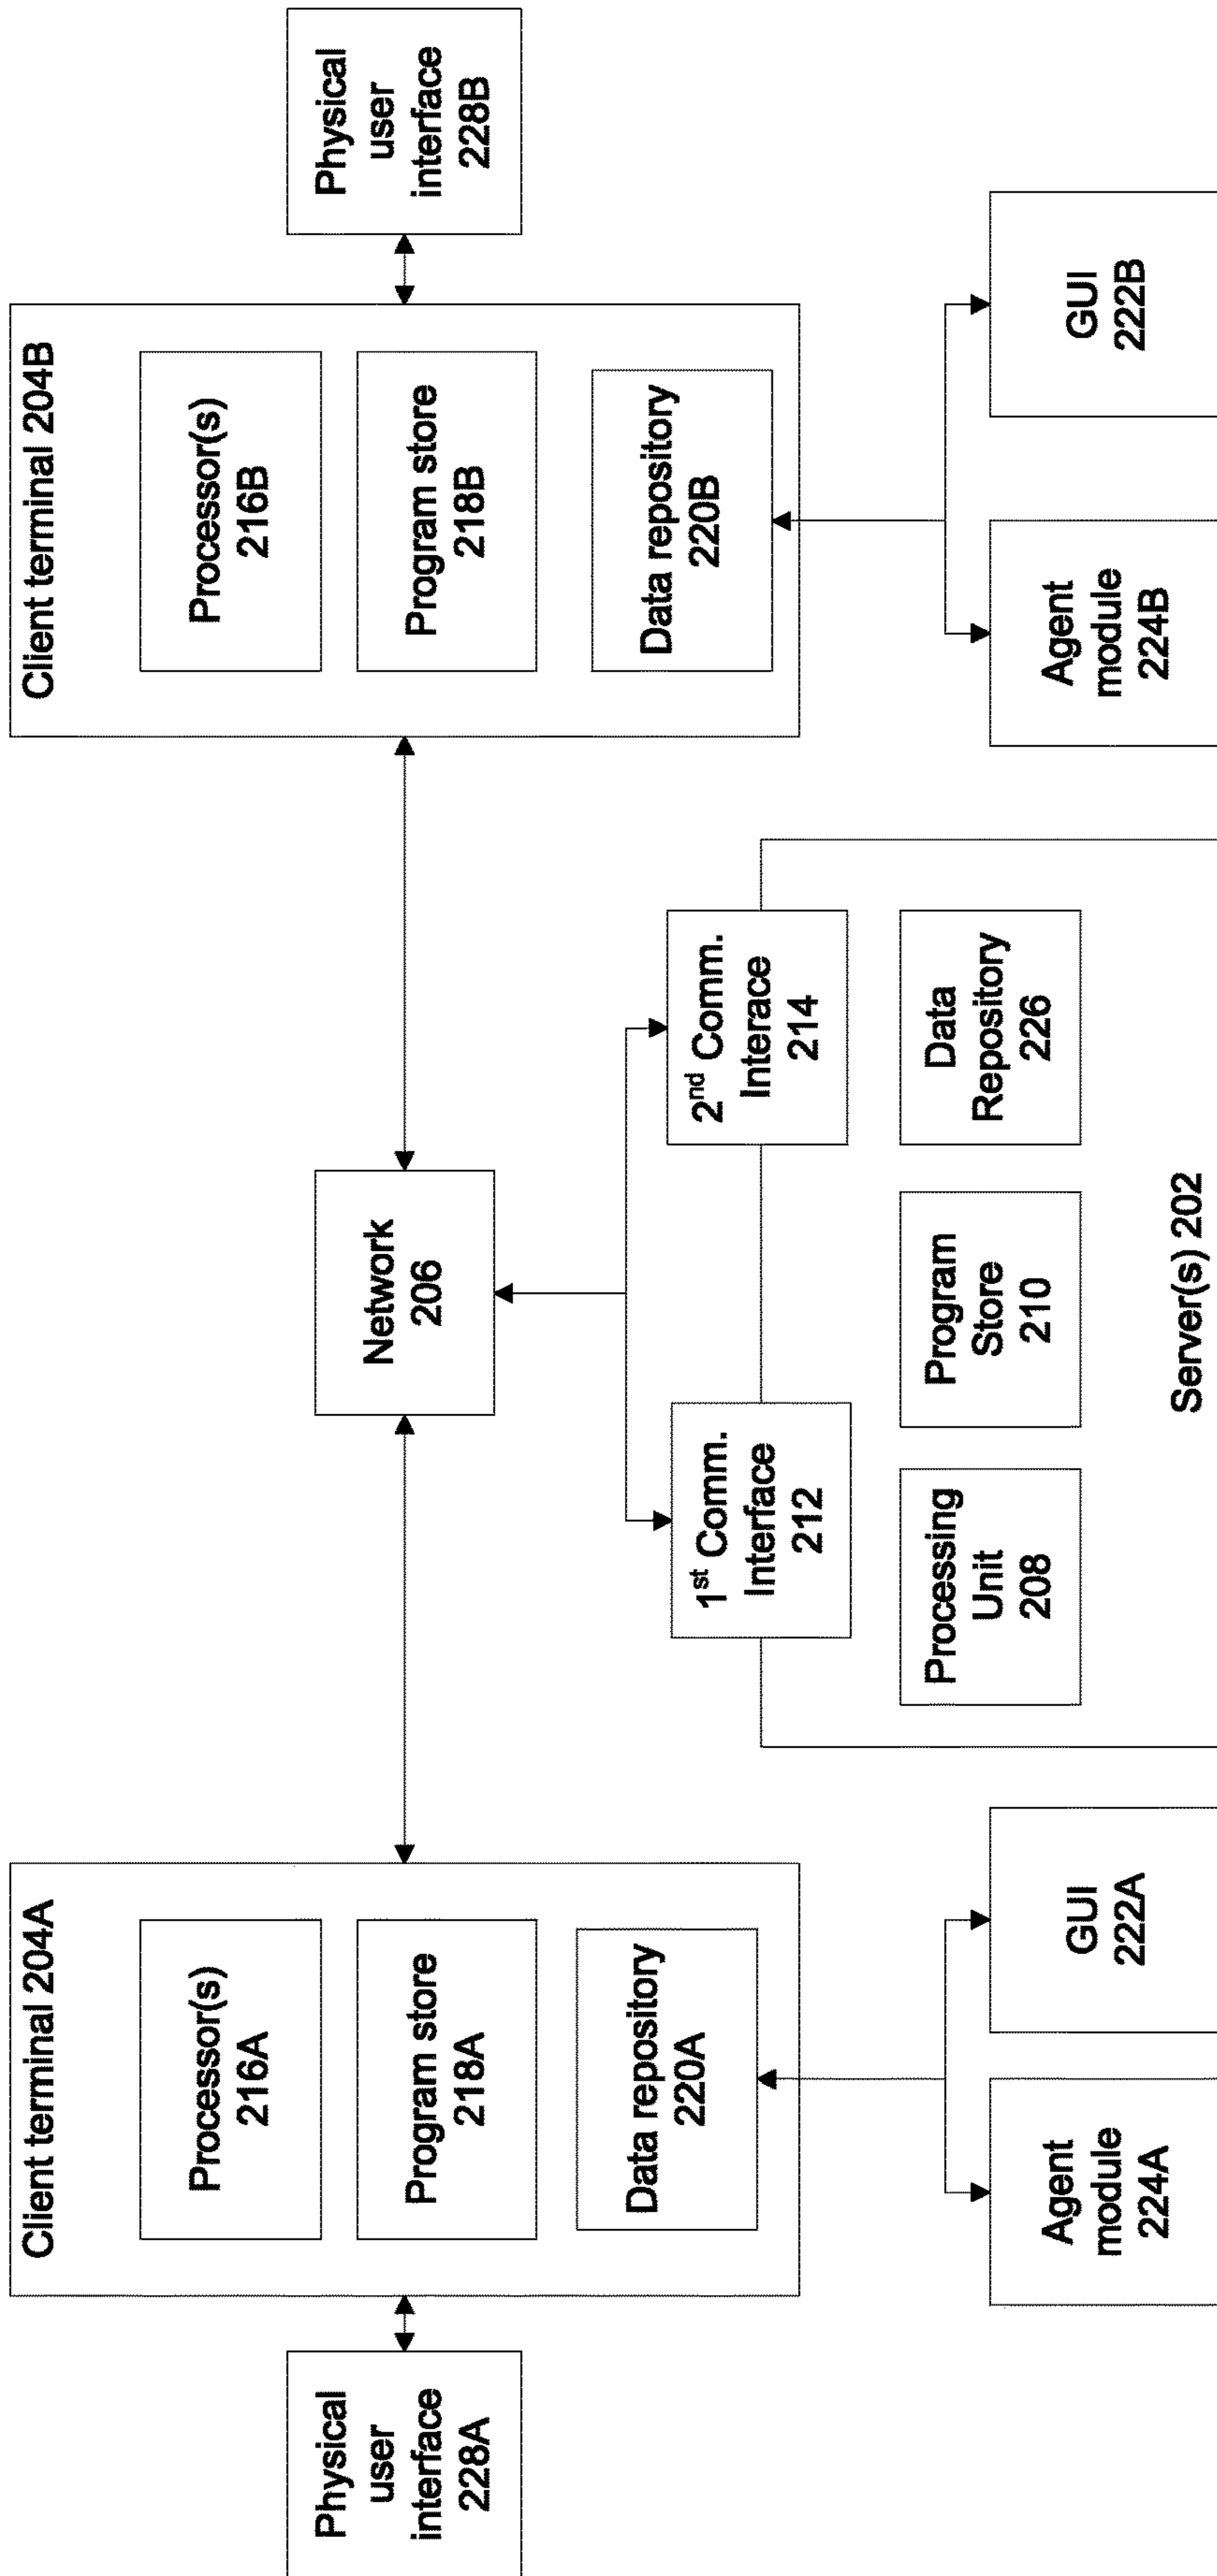 Client terminal 204A
Processor(s)
216A
Program store
218A
Data repository
220A
Physical
user
interface
228A
Agent
module
224A
GUI
222A
Network
206
1st Comm.
Interface
212
2nd Comm.
Interace
214
Processing
Unit
208
Program
Store
210
Data
Repository
226
Server(s) 202
Client terminal 204B
Processor(s)
216B
Program store
218B
Data repository
220B
Physical
user
interface
228B
Agent
module
224B
GUI
222B